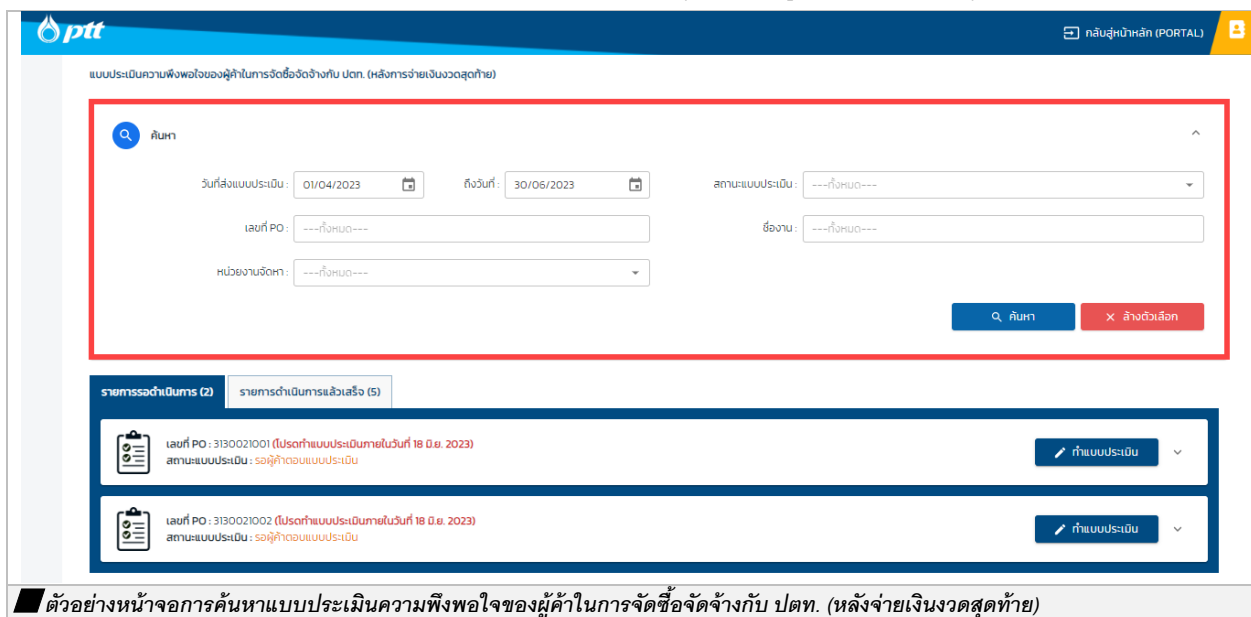 ptt
กลับสู่หน้าหลัก (PORTAL)
แบบประเมินความพึงพอใจของผู้ค้าในการจัดซื้อจัดจ้างกับ ปตท. (หลังการจ่ายเงินงวดสุดท้าย)
ค้นหา
วันที่ส่งแบบประเมิน : 01/04/2023 ถึงวันที่ : 30/06/2023 สถานะแบบประเมิน : ---ทั้งหมด---
เลขที่ PO : ---ทั้งหมด--- ชื่องาน : ---ทั้งหมด---
หน่วยงานจัดหา : ---ทั้งหมด---
ค้นหา ล้างตัวเลือก
รายการรอดำเนินการ (2) รายการดำเนินการแล้วเสร็จ (5)
เลขที่ PO : 3130021001 (โปรดทำแบบประเมินภายในวันที่ 18 มิ.ย. 2023)
สถานะแบบประเมิน : รอผู้ค้าตอบแบบประเมิน
ทำแบบประเมิน
เลขที่ PO : 3130021002 (โปรดทำแบบประเมินภายในวันที่ 18 มิ.ย. 2023)
สถานะแบบประเมิน : รอผู้ค้าตอบแบบประเมิน
ทำแบบประเมิน
ตัวอย่างหน้าจอการค้นหาแบบประเมินความพึงพอใจของผู้ค้าในการจัดซื้อจัดจ้างกับ ปตท. (หลังจ่ายเงินงวดสุดท้าย)